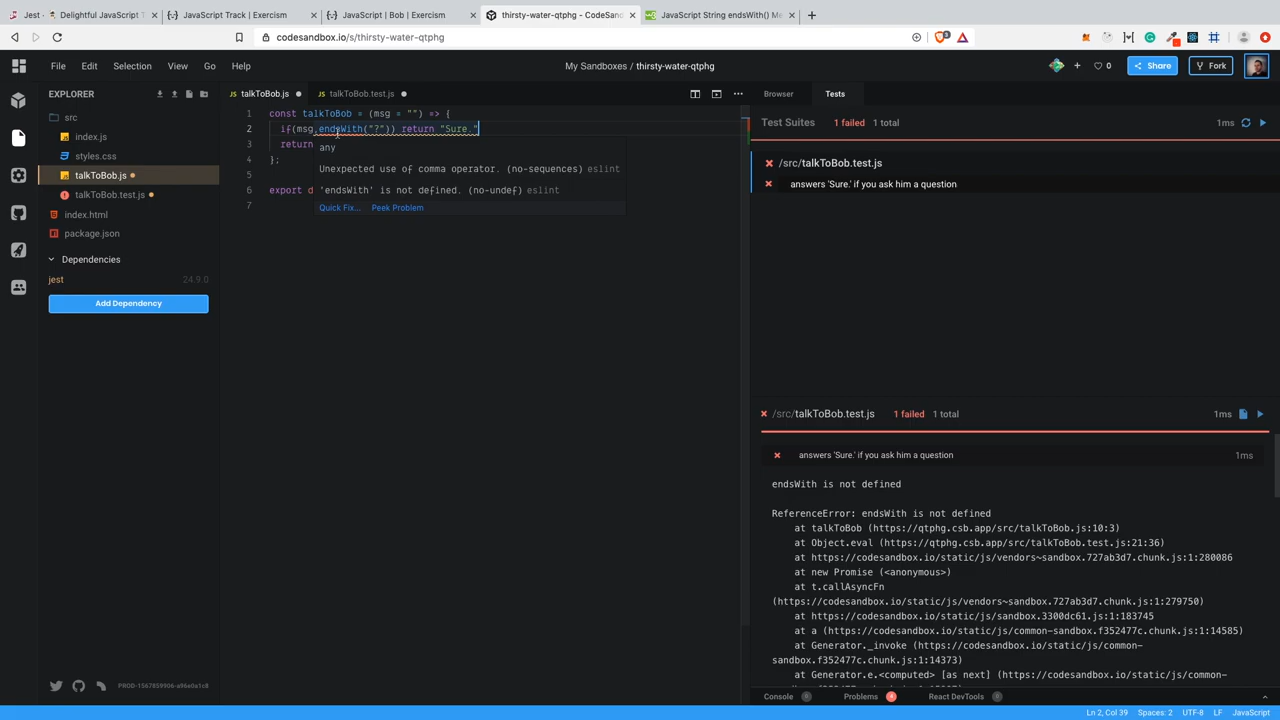 Jest · 🃏 Delightful JavaScript T
JavaScript Track | Exercism
JavaScript | Bob | Exercism
thirsty-water-qtphg - CodeSand
JavaScript String endsWith() Me
codesandbox.io/s/thirsty-water-qtphg
File Edit Selection View Go Help
My Sandboxes / thirsty-water-qtphg
0
Share
Fork
EXPLORER
src
index.js
styles.css
talkToBob.js
talkToBob.test.js
index.html
package.json
Dependencies
jest 24.9.0
Add Dependency
PROD-1567859906-a96e0a1c8
talkToBob.js
talkToBob.test.js
1 const talkToBob = (msg = "") => {
2 if(msg,endsWith("?")) return "Sure."
3 return
4 };
5
6 export d
7
any
Unexpected use of comma operator. (no-sequences) eslint
'endsWith' is not defined. (no-undef) eslint
Quick Fix... Peek Problem
Browser Tests
Test Suites 1 failed 1 total 1ms
/src/talkToBob.test.js
answers 'Sure.' if you ask him a question
/src/talkToBob.test.js 1 failed 1 total 1ms
answers 'Sure.' if you ask him a question 1ms
endsWith is not defined
ReferenceError: endsWith is not defined
at talkToBob (https://qtphg.csb.app/src/talkToBob.js:10:3)
at Object.eval (https://qtphg.csb.app/src/talkToBob.test.js:21:36)
at https://codesandbox.io/static/js/vendors~sandbox.727ab3d7.chunk.js:1:280086
at new Promise (<anonymous>)
at t.callAsyncFn
(https://codesandbox.io/static/js/vendors~sandbox.727ab3d7.chunk.js:1:279750)
at https://codesandbox.io/static/js/sandbox.3300dc61.js:1:183745
at a (https://codesandbox.io/static/js/common-sandbox.f352477c.chunk.js:1:14585)
at Generator._invoke (https://codesandbox.io/static/js/common-
sandbox.f352477c.chunk.js:1:14373)
at Generator.e.<computed> [as next] (https://codesandbox.io/static/js/common-
Console Problems React DevTools
Ln 2, Col 39 Spaces: 2 UTF-8 LF JavaScript